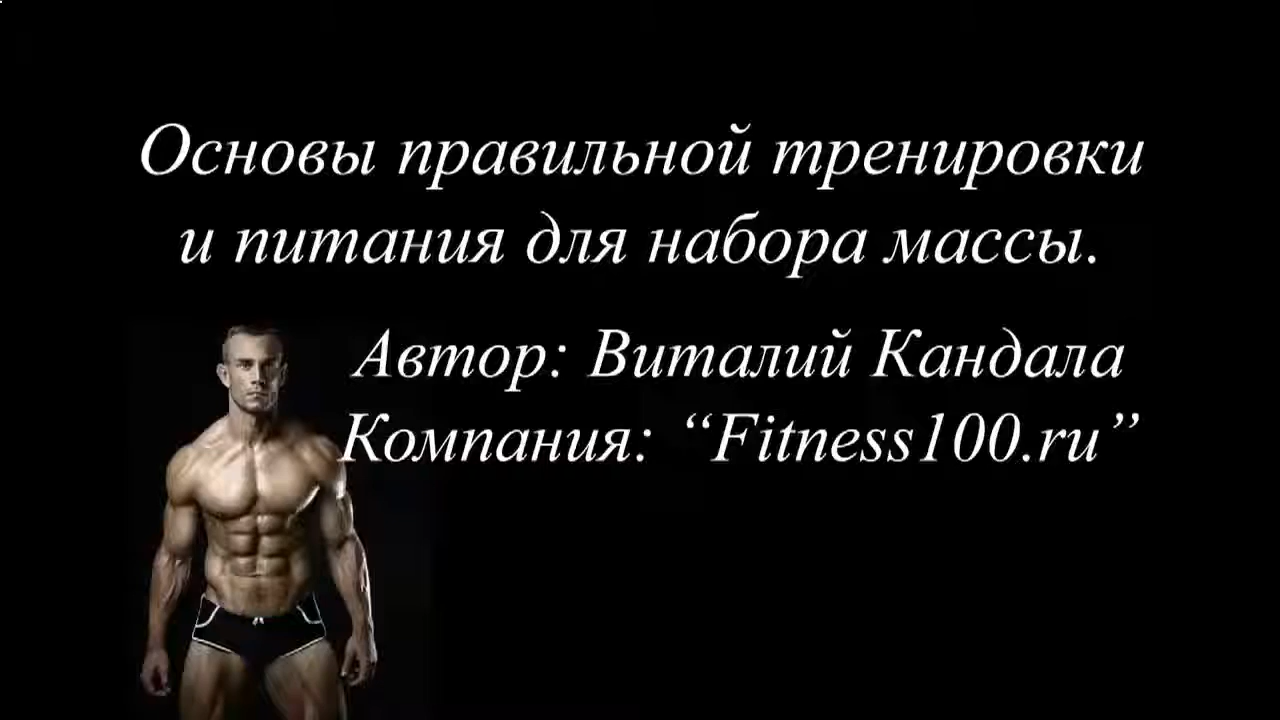 Основы правильной тренировки
и питания для набора массы.
Автор: Виталий Кандала
Компания: “Fitness100.ru”